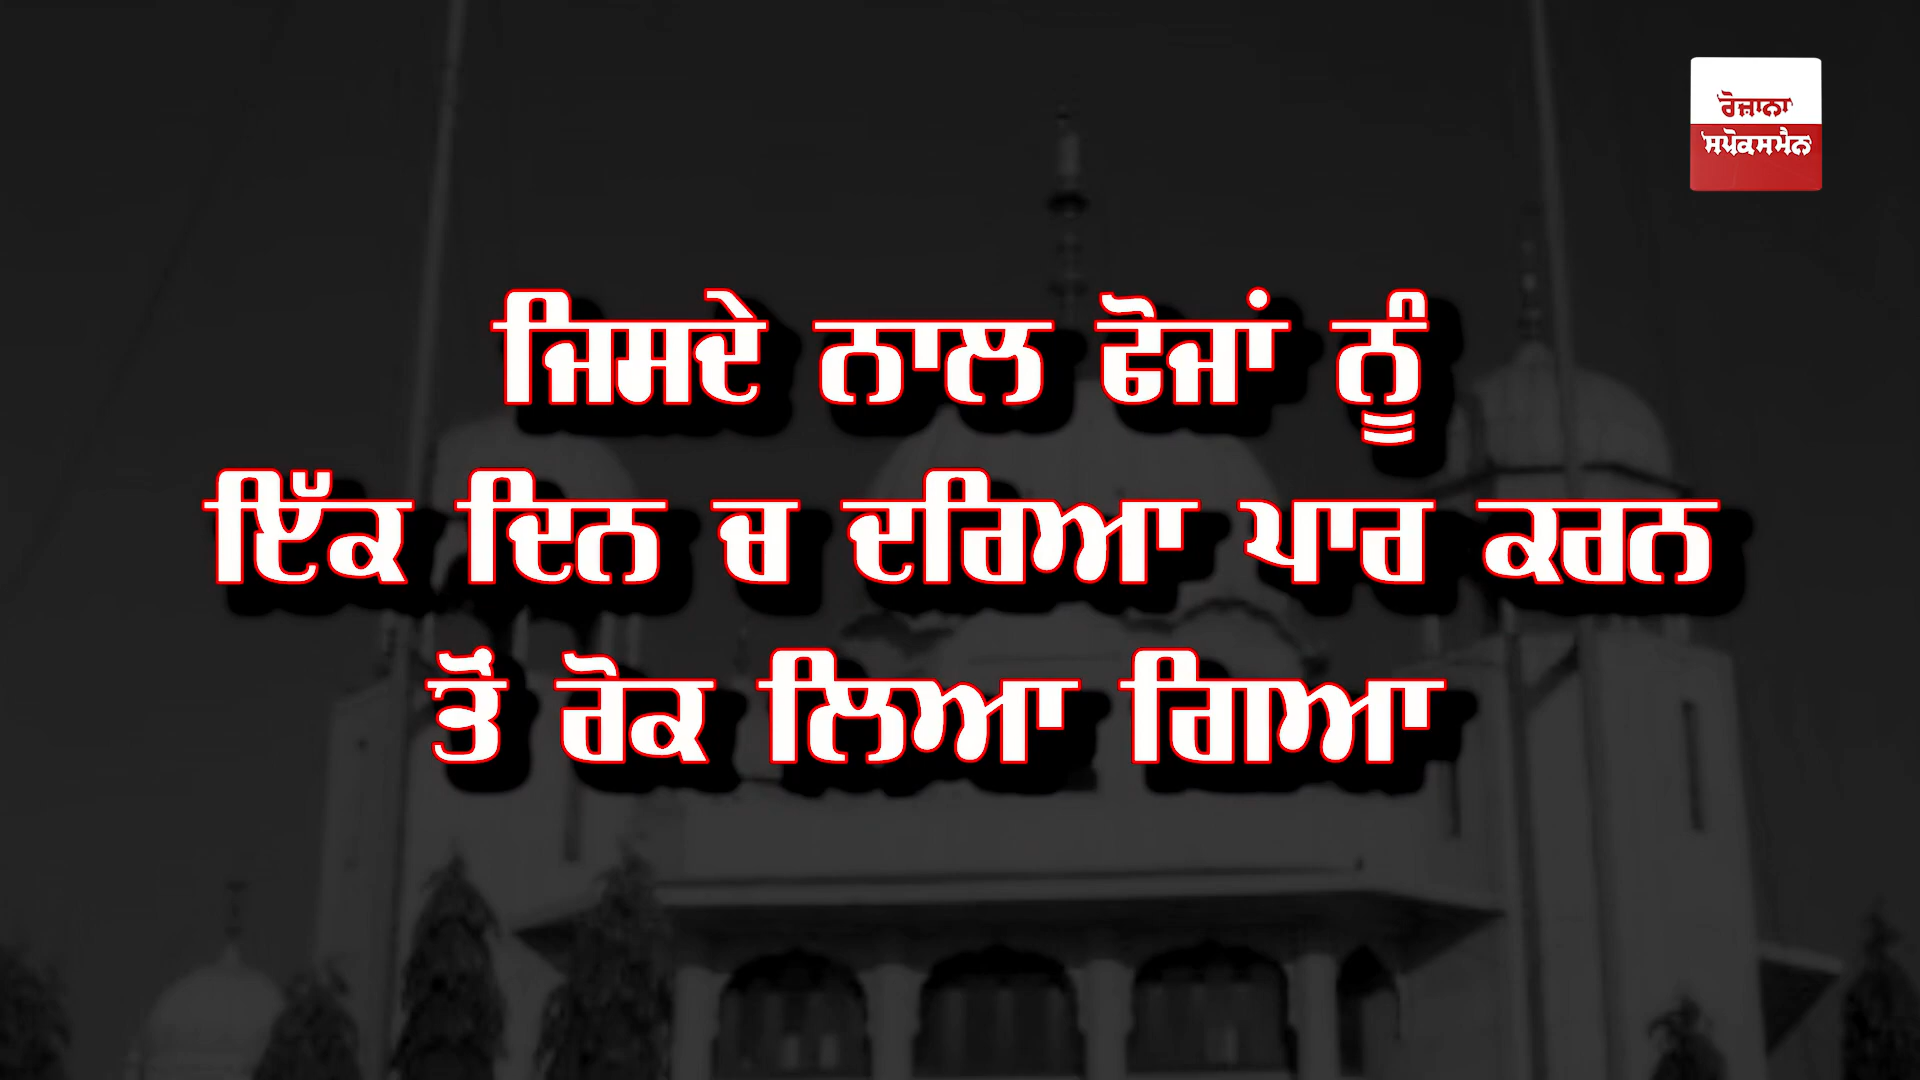 ਰੋਜ਼ਾਨਾ
ਸਪੋਕਸਮੈਨ
ਜਿਸਦੇ ਨਾਲ ਫੋਜਾਂ ਨੂੰ
ਇੱਕ ਦਿਨ ਚ ਦਰਿਆ ਪਾਰ ਕਰਨ
ਤੋਂ ਰੋਕ ਲਿਆ ਗਿਆ